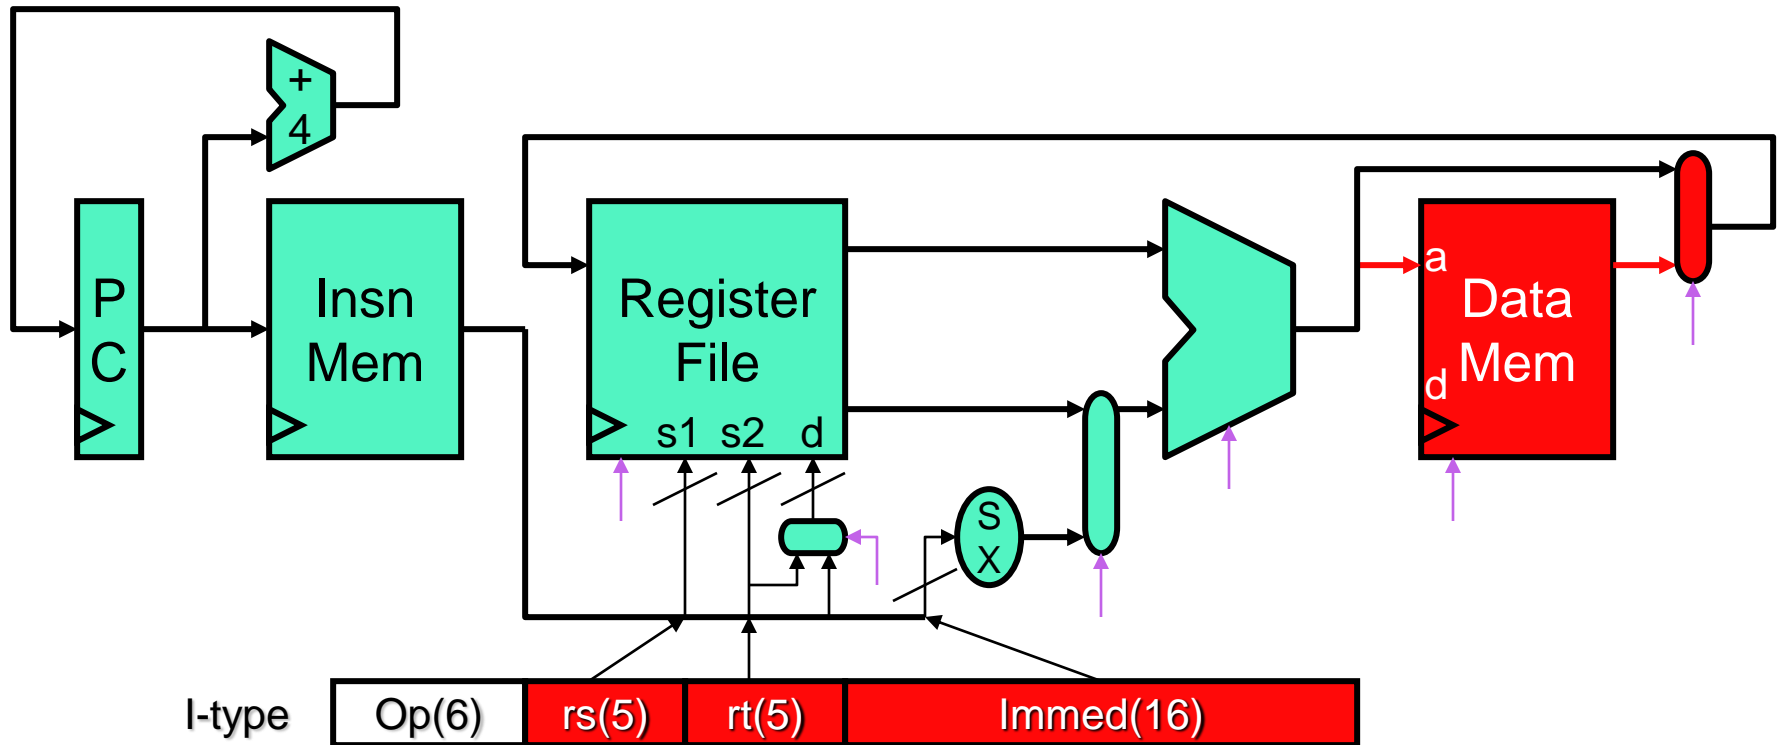 +
4
P
C
Insn
Mem
Register
File
s1 s2 d
S
X
a
d
Data
Mem
I-type Op(6) rs(5) rt(5) Immed(16)